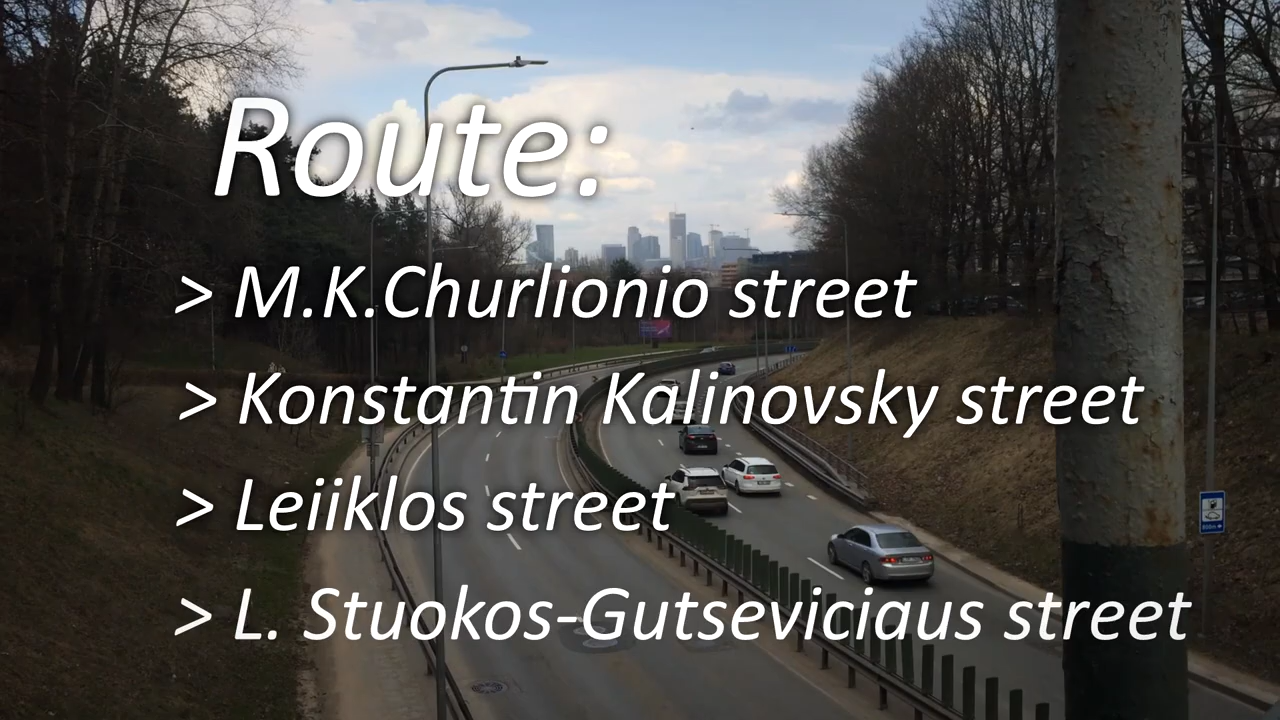 Route:
> M.K.Churlionio street
> Konstantin Kalinovsky street
> Leiiklos street
> L. Stuokos-Gutseviciaus street